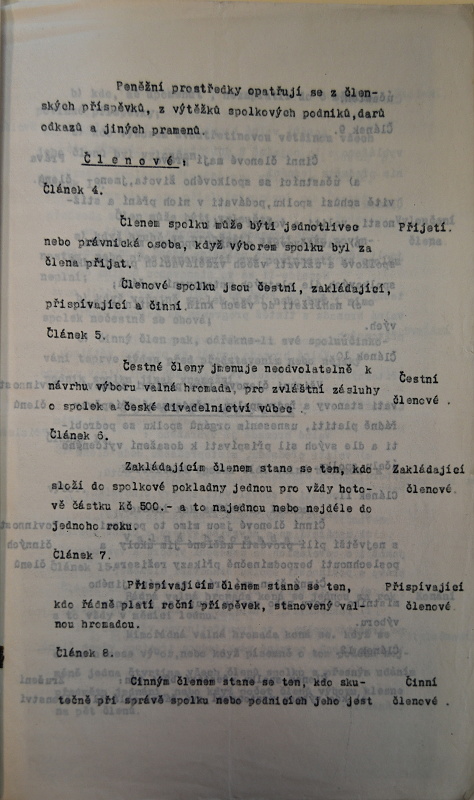 Peněžní prostředky opatřují se z člen-
ských příspěvků, z výtěžků spolkových podniků,darů
odkazů a jiných pramenů.
Členové:
Článek 4.
Členem spolku může býti jednotlivec Přijetí.
nebo právnická osoba, když výborem spolku byl za
člena přijat.
Členové spolku jsou čestní, zakládající,
přispívající a činní.
Článek 5.
Čestné členy jmenuje neodvolatelně k Čestní
návrhu výboru valná hromada, pro zvláštní zásluhy
o spolek a české divadelnictví vůbec . členové .
Článek 6.
Zakládajícím členem stane se ten, kdo Zakládající
složí do spolkové pokladny jednou pro vždy hoto- členové.
vě částku Kč 500.- a to najednou nebo nejdéle do
jednoho roku.
Článek 7.
Přispívajícím členem stane se ten, Přispívající
kdo řádně platí roční příspěvek, stanovený val- členové
nou hromadou.
Článek 8.
Činným členem stane se ten, kdo sku- Činní
tečně při správě spolku nebo podnicích jeho jest členové .